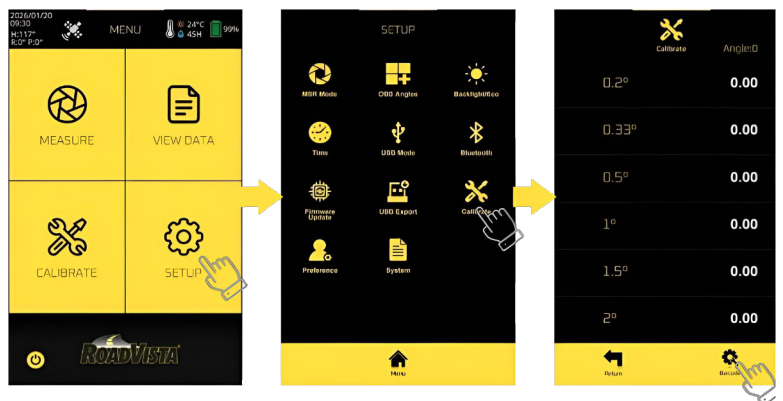 2026/01/20
09:30
H:117°
R:0° P:0°
MENU
24°C
45H
99%
MEASURE
VIEW DATA
CALIBRATE
SETUP
ROADVISTA
SETUP
MSR Mode
OBD Angles
Backlight/Eco
Time
USB Mode
Bluetooth
Firmware
Update
USB Export
Calibrate
Preference
System
Menu
Calibrate
Angle:0
0.2° 0.00
0.33° 0.00
0.5° 0.00
1° 0.00
1.5° 0.00
2° 0.00
Return